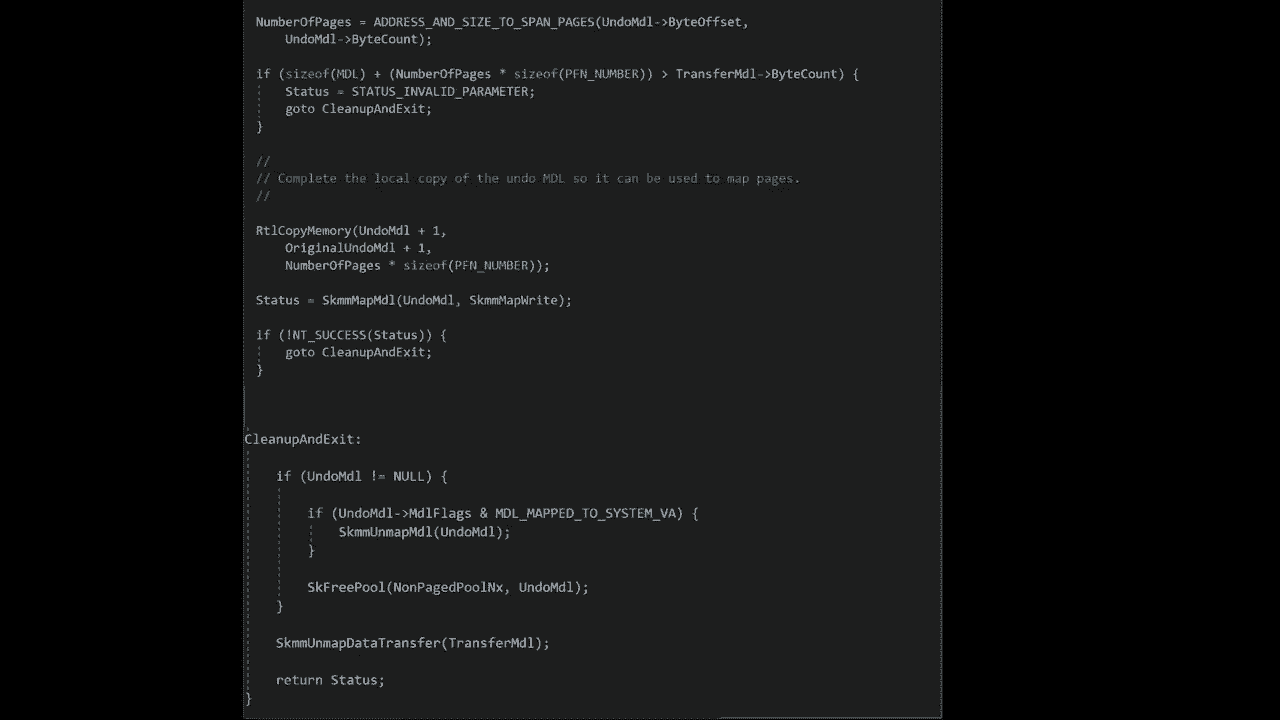 NumberOfPages = ADDRESS_AND_SIZE_TO_SPAN_PAGES(UndoMdl->ByteOffset,
UndoMdl->ByteCount);
if (sizeof(MDL) + (NumberOfPages * sizeof(PFN_NUMBER)) > TransferMdl->ByteCount) {
Status = STATUS_INVALID_PARAMETER;
goto CleanupAndExit;
}
//
// Complete the local copy of the undo MDL so it can be used to map pages.
//
RtlCopyMemory(UndoMdl + 1,
OriginalUndoMdl + 1,
NumberOfPages * sizeof(PFN_NUMBER));
Status = SkmmMapMdl(UndoMdl, SkmmMapWrite);
if (!NT_SUCCESS(Status)) {
goto CleanupAndExit;
}
CleanupAndExit:
if (UndoMdl != NULL) {
if (UndoMdl->MdlFlags & MDL_MAPPED_TO_SYSTEM_VA) {
SkmmUnmapMdl(UndoMdl);
}
SkFreePool(NonPagedPoolNx, UndoMdl);
}
SkmmUnmapDataTransfer(TransferMdl);
return Status;
}